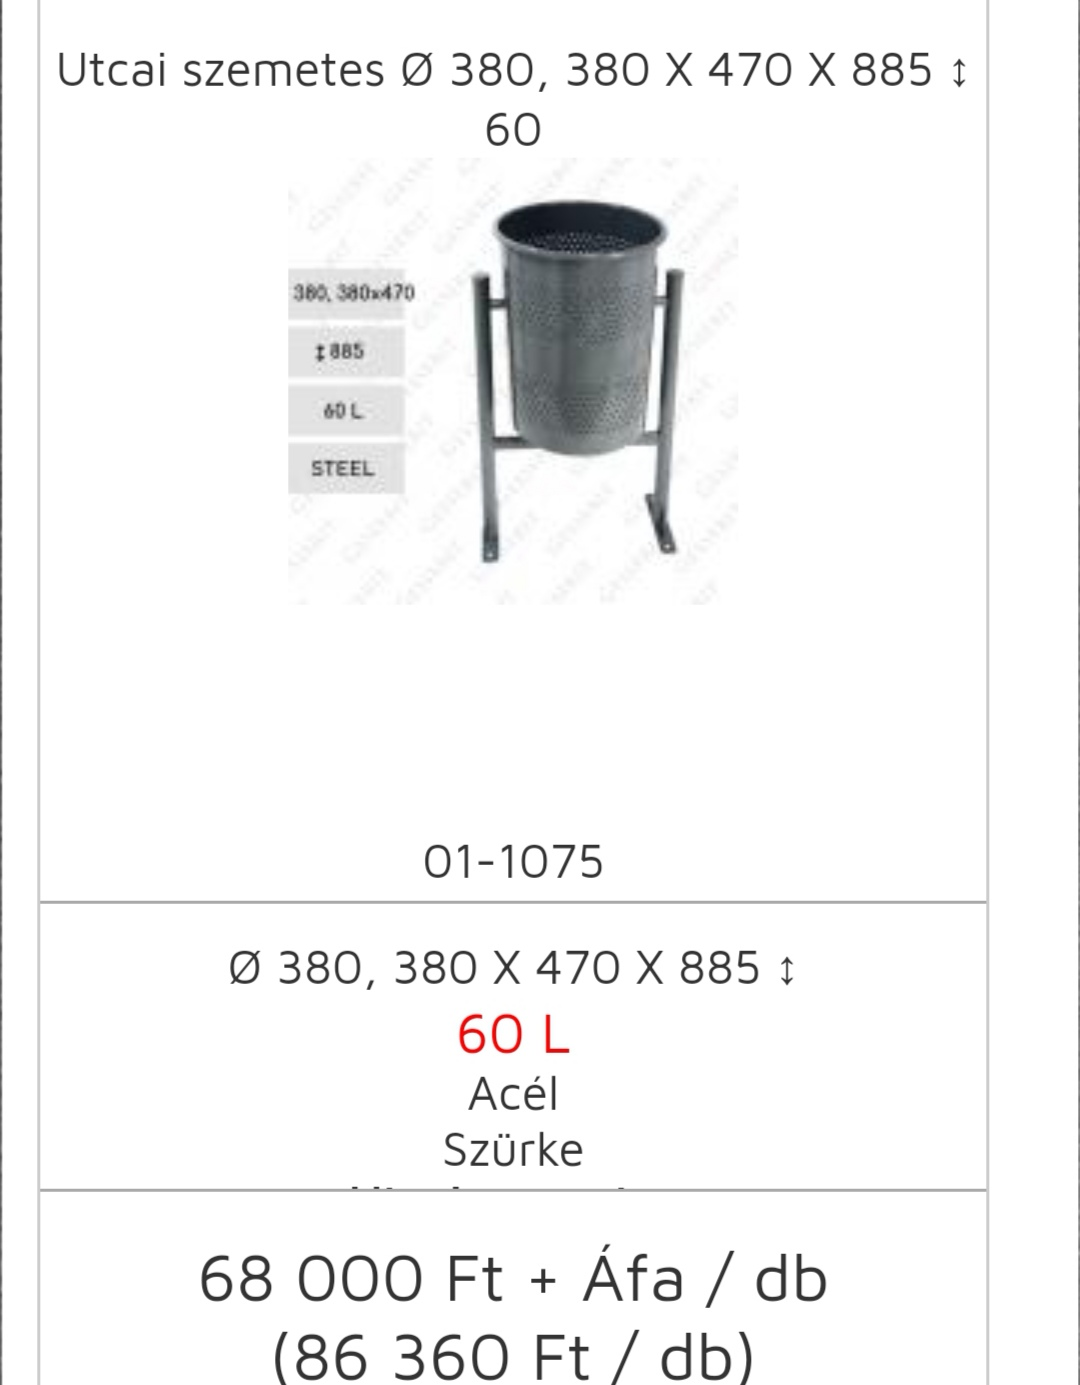 Utcai szemetes Ø 380, 380 X 470 X 885 ↕
60
380, 380x470
↕ 885
60 L
STEEL
01-1075
Ø 380, 380 X 470 X 885 ↕
60 L
Acél
Szürke
68 000 Ft + Áfa / db
(86 360 Ft / db)